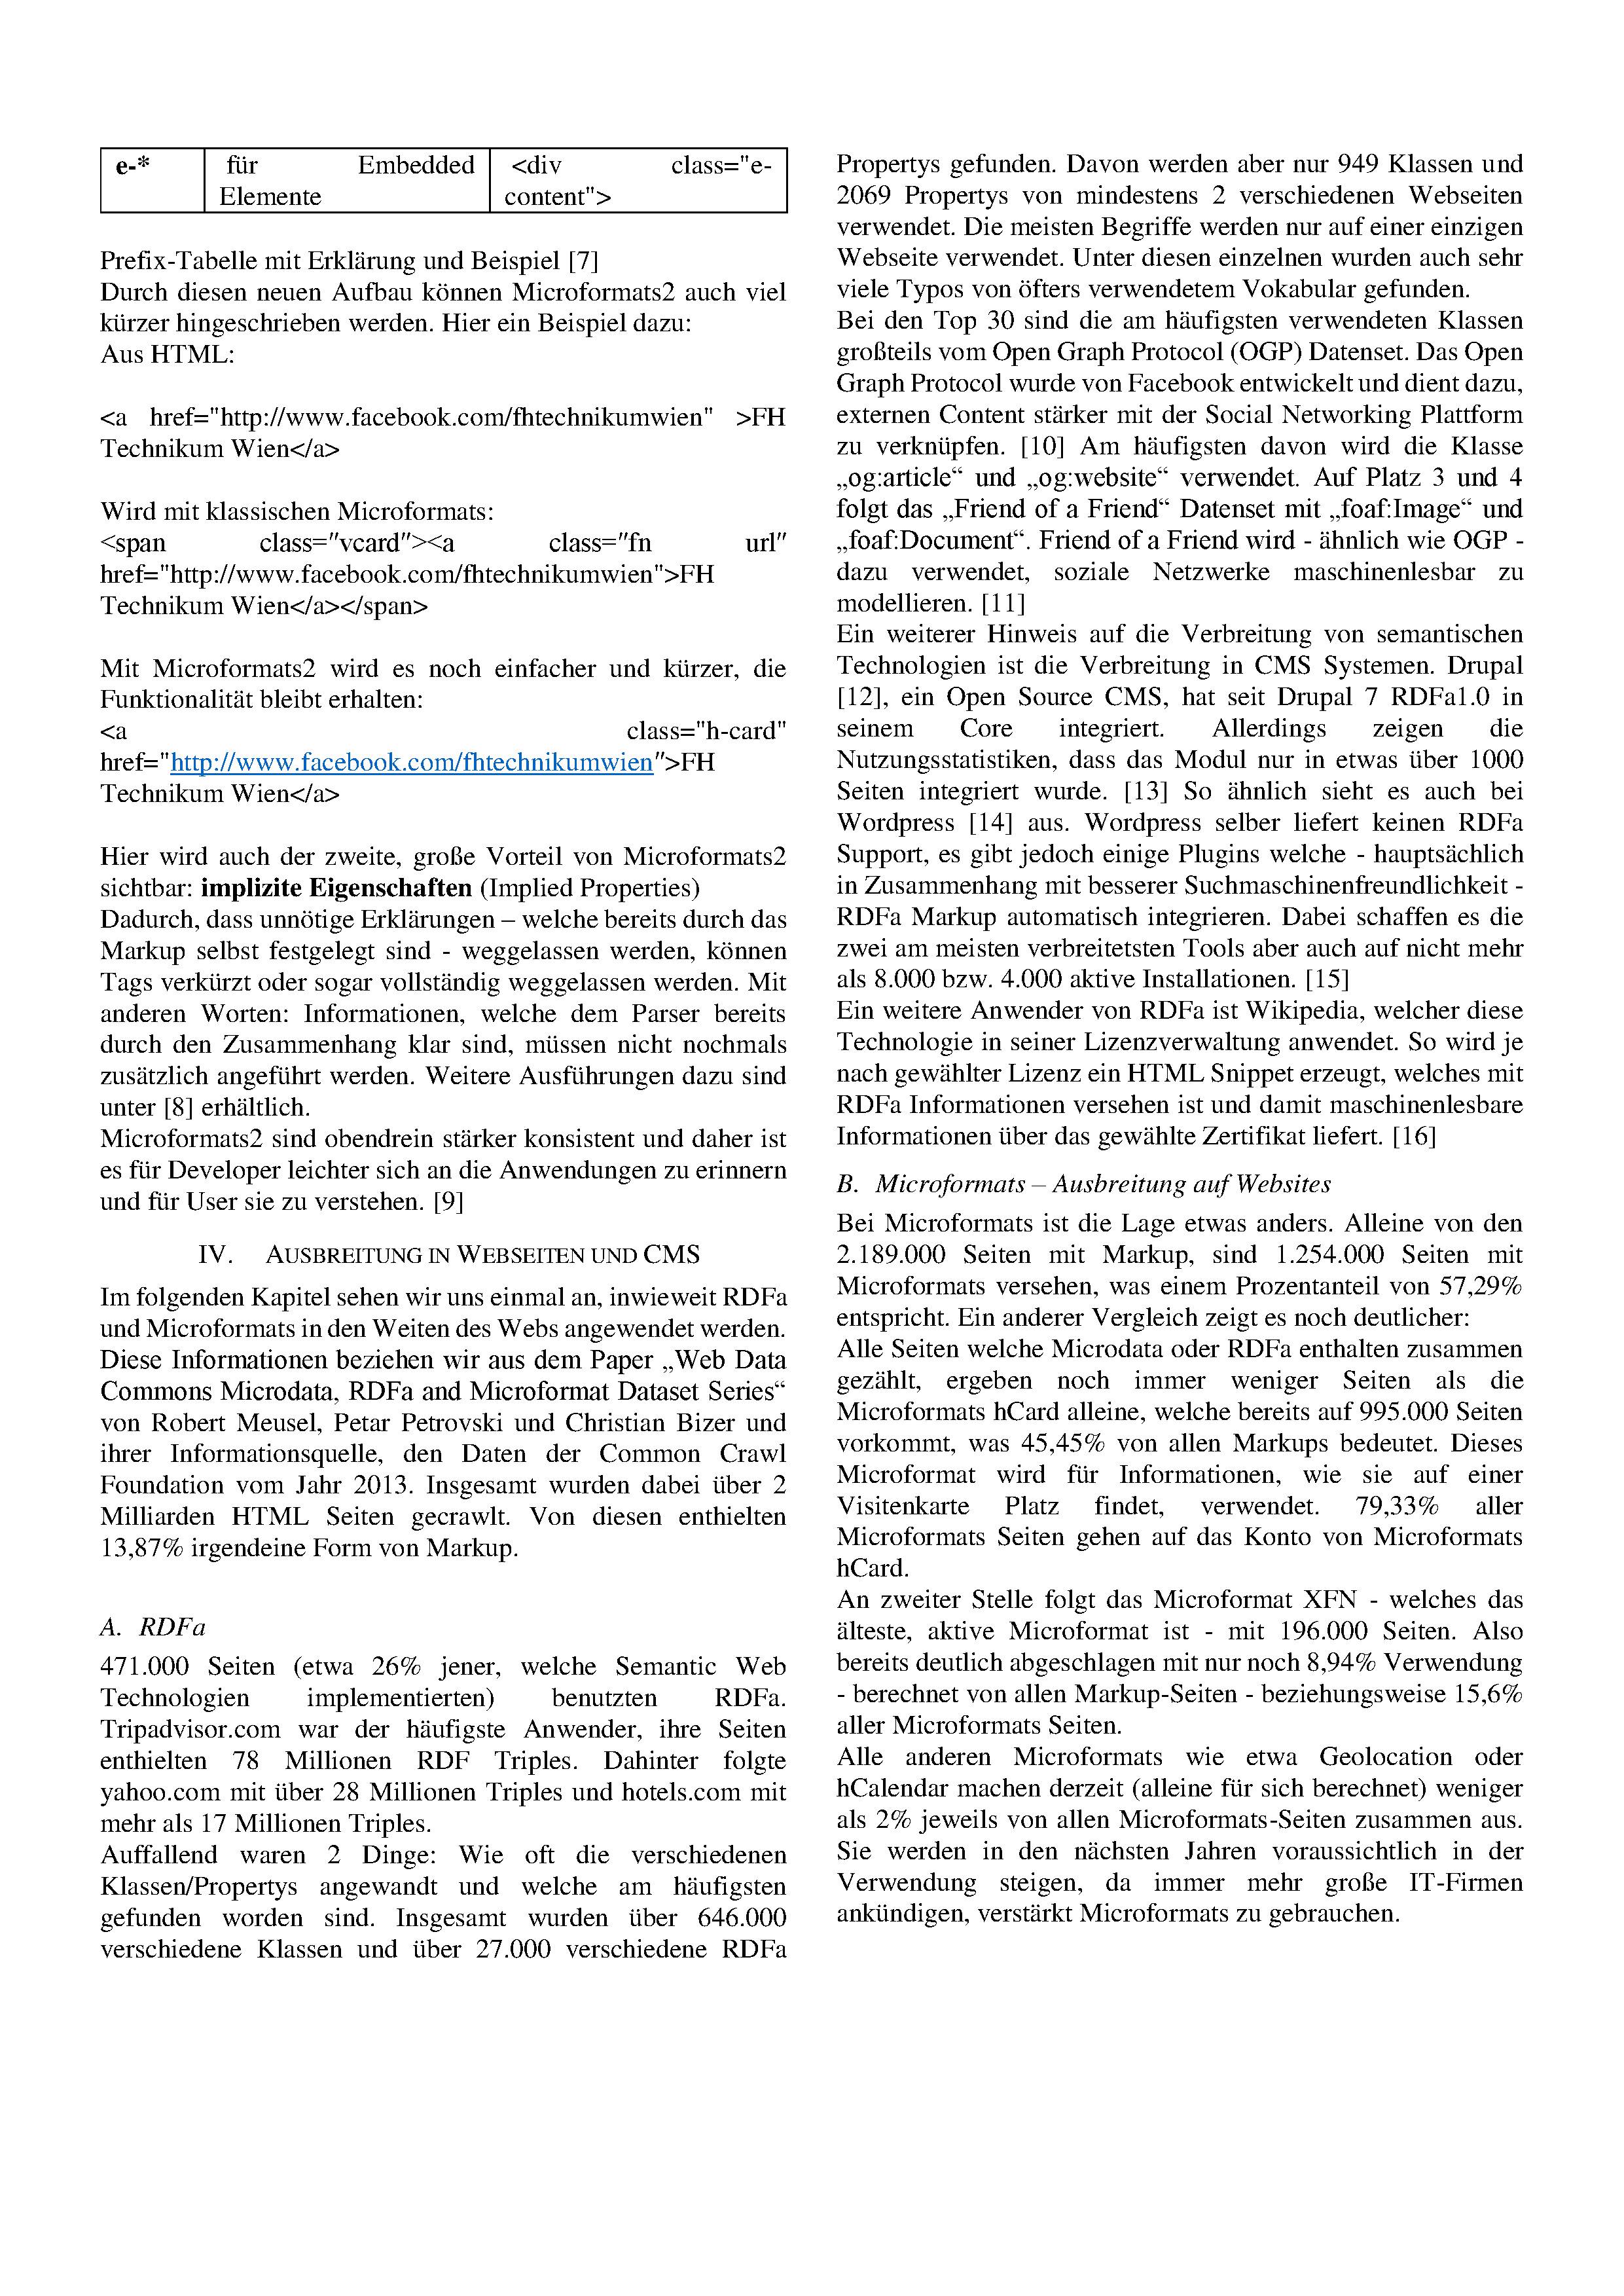 e-*
für Embedded
Elemente
<div class="e-
content">
Prefix-Tabelle mit Erklärung und Beispiel [7]
Durch diesen neuen Aufbau können Microformats2 auch viel
kürzer hingeschrieben werden. Hier ein Beispiel dazu:
Aus HTML:
<a href="http://www.facebook.com/fhtechnikumwien" >FH
Technikum Wien</a>
Wird mit klassischen Microformats:
<span class="vcard"><a class="fn url"
href="http://www.facebook.com/fhtechnikumwien">FH
Technikum Wien</a></span>
Mit Microformats2 wird es noch einfacher und kürzer, die
Funktionalität bleibt erhalten:
<a class="h-card"
href="http://www.facebook.com/fhtechnikumwien">FH
Technikum Wien</a>
Hier wird auch der zweite, große Vorteil von Microformats2
sichtbar: implizite Eigenschaften (Implied Properties)
Dadurch, dass unnötige Erklärungen – welche bereits durch das
Markup selbst festgelegt sind - weggelassen werden, können
Tags verkürzt oder sogar vollständig weggelassen werden. Mit
anderen Worten: Informationen, welche dem Parser bereits
durch den Zusammenhang klar sind, müssen nicht nochmals
zusätzlich angeführt werden. Weitere Ausführungen dazu sind
unter [8] erhältlich.
Microformats2 sind obendrein stärker konsistent und daher ist
es für Developer leichter sich an die Anwendungen zu erinnern
und für User sie zu verstehen. [9]
IV. AUSBREITUNG IN WEBSEITEN UND CMS
Im folgenden Kapitel sehen wir uns einmal an, inwieweit RDFa
und Microformats in den Weiten des Webs angewendet werden.
Diese Informationen beziehen wir aus dem Paper „Web Data
Commons Microdata, RDFa and Microformat Dataset Series“
von Robert Meusel, Petar Petrovski und Christian Bizer und
ihrer Informationsquelle, den Daten der Common Crawl
Foundation vom Jahr 2013. Insgesamt wurden dabei über 2
Milliarden HTML Seiten gecrawlt. Von diesen enthielten
13,87% irgendeine Form von Markup.
A. RDFa
471.000 Seiten (etwa 26% jener, welche Semantic Web
Technologien implementierten) benutzten RDFa.
Tripadvisor.com war der häufigste Anwender, ihre Seiten
enthielten 78 Millionen RDF Triples. Dahinter folgte
yahoo.com mit über 28 Millionen Triples und hotels.com mit
mehr als 17 Millionen Triples.
Auffallend waren 2 Dinge: Wie oft die verschiedenen
Klassen/Propertys angewandt und welche am häufigsten
gefunden worden sind. Insgesamt wurden über 646.000
verschiedene Klassen und über 27.000 verschiedene RDFa
Propertys gefunden. Davon werden aber nur 949 Klassen und
2069 Propertys von mindestens 2 verschiedenen Webseiten
verwendet. Die meisten Begriffe werden nur auf einer einzigen
Webseite verwendet. Unter diesen einzelnen wurden auch sehr
viele Typos von öfters verwendetem Vokabular gefunden.
Bei den Top 30 sind die am häufigsten verwendeten Klassen
großteils vom Open Graph Protocol (OGP) Datenset. Das Open
Graph Protocol wurde von Facebook entwickelt und dient dazu,
externen Content stärker mit der Social Networking Plattform
zu verknüpfen. [10] Am häufigsten davon wird die Klasse
„og:article“ und „og:website“ verwendet. Auf Platz 3 und 4
folgt das „Friend of a Friend“ Datenset mit „foaf:Image“ und
„foaf:Document“. Friend of a Friend wird - ähnlich wie OGP -
dazu verwendet, soziale Netzwerke maschinenlesbar zu
modellieren. [11]
Ein weiterer Hinweis auf die Verbreitung von semantischen
Technologien ist die Verbreitung in CMS Systemen. Drupal
[12], ein Open Source CMS, hat seit Drupal 7 RDFa1.0 in
seinem Core integriert. Allerdings zeigen die
Nutzungsstatistiken, dass das Modul nur in etwas über 1000
Seiten integriert wurde. [13] So ähnlich sieht es auch bei
Wordpress [14] aus. Wordpress selber liefert keinen RDFa
Support, es gibt jedoch einige Plugins welche - hauptsächlich
in Zusammenhang mit besserer Suchmaschinenfreundlichkeit -
RDFa Markup automatisch integrieren. Dabei schaffen es die
zwei am meisten verbreitetsten Tools aber auch auf nicht mehr
als 8.000 bzw. 4.000 aktive Installationen. [15]
Ein weitere Anwender von RDFa ist Wikipedia, welcher diese
Technologie in seiner Lizenzverwaltung anwendet. So wird je
nach gewählter Lizenz ein HTML Snippet erzeugt, welches mit
RDFa Informationen versehen ist und damit maschinenlesbare
Informationen über das gewählte Zertifikat liefert. [16]
B. Microformats – Ausbreitung auf Websites
Bei Microformats ist die Lage etwas anders. Alleine von den
2.189.000 Seiten mit Markup, sind 1.254.000 Seiten mit
Microformats versehen, was einem Prozentanteil von 57,29%
entspricht. Ein anderer Vergleich zeigt es noch deutlicher:
Alle Seiten welche Microdata oder RDFa enthalten zusammen
gezählt, ergeben noch immer weniger Seiten als die
Microformats hCard alleine, welche bereits auf 995.000 Seiten
vorkommt, was 45,45% von allen Markups bedeutet. Dieses
Microformat wird für Informationen, wie sie auf einer
Visitenkarte Platz findet, verwendet. 79,33% aller
Microformats Seiten gehen auf das Konto von Microformats
hCard.
An zweiter Stelle folgt das Microformat XFN - welches das
älteste, aktive Microformat ist - mit 196.000 Seiten. Also
bereits deutlich abgeschlagen mit nur noch 8,94% Verwendung
- berechnet von allen Markup-Seiten - beziehungsweise 15,6%
aller Microformats Seiten.
Alle anderen Microformats wie etwa Geolocation oder
hCalendar machen derzeit (alleine für sich berechnet) weniger
als 2% jeweils von allen Microformats-Seiten zusammen aus.
Sie werden in den nächsten Jahren voraussichtlich in der
Verwendung steigen, da immer mehr große IT-Firmen
ankündigen, verstärkt Microformats zu gebrauchen.